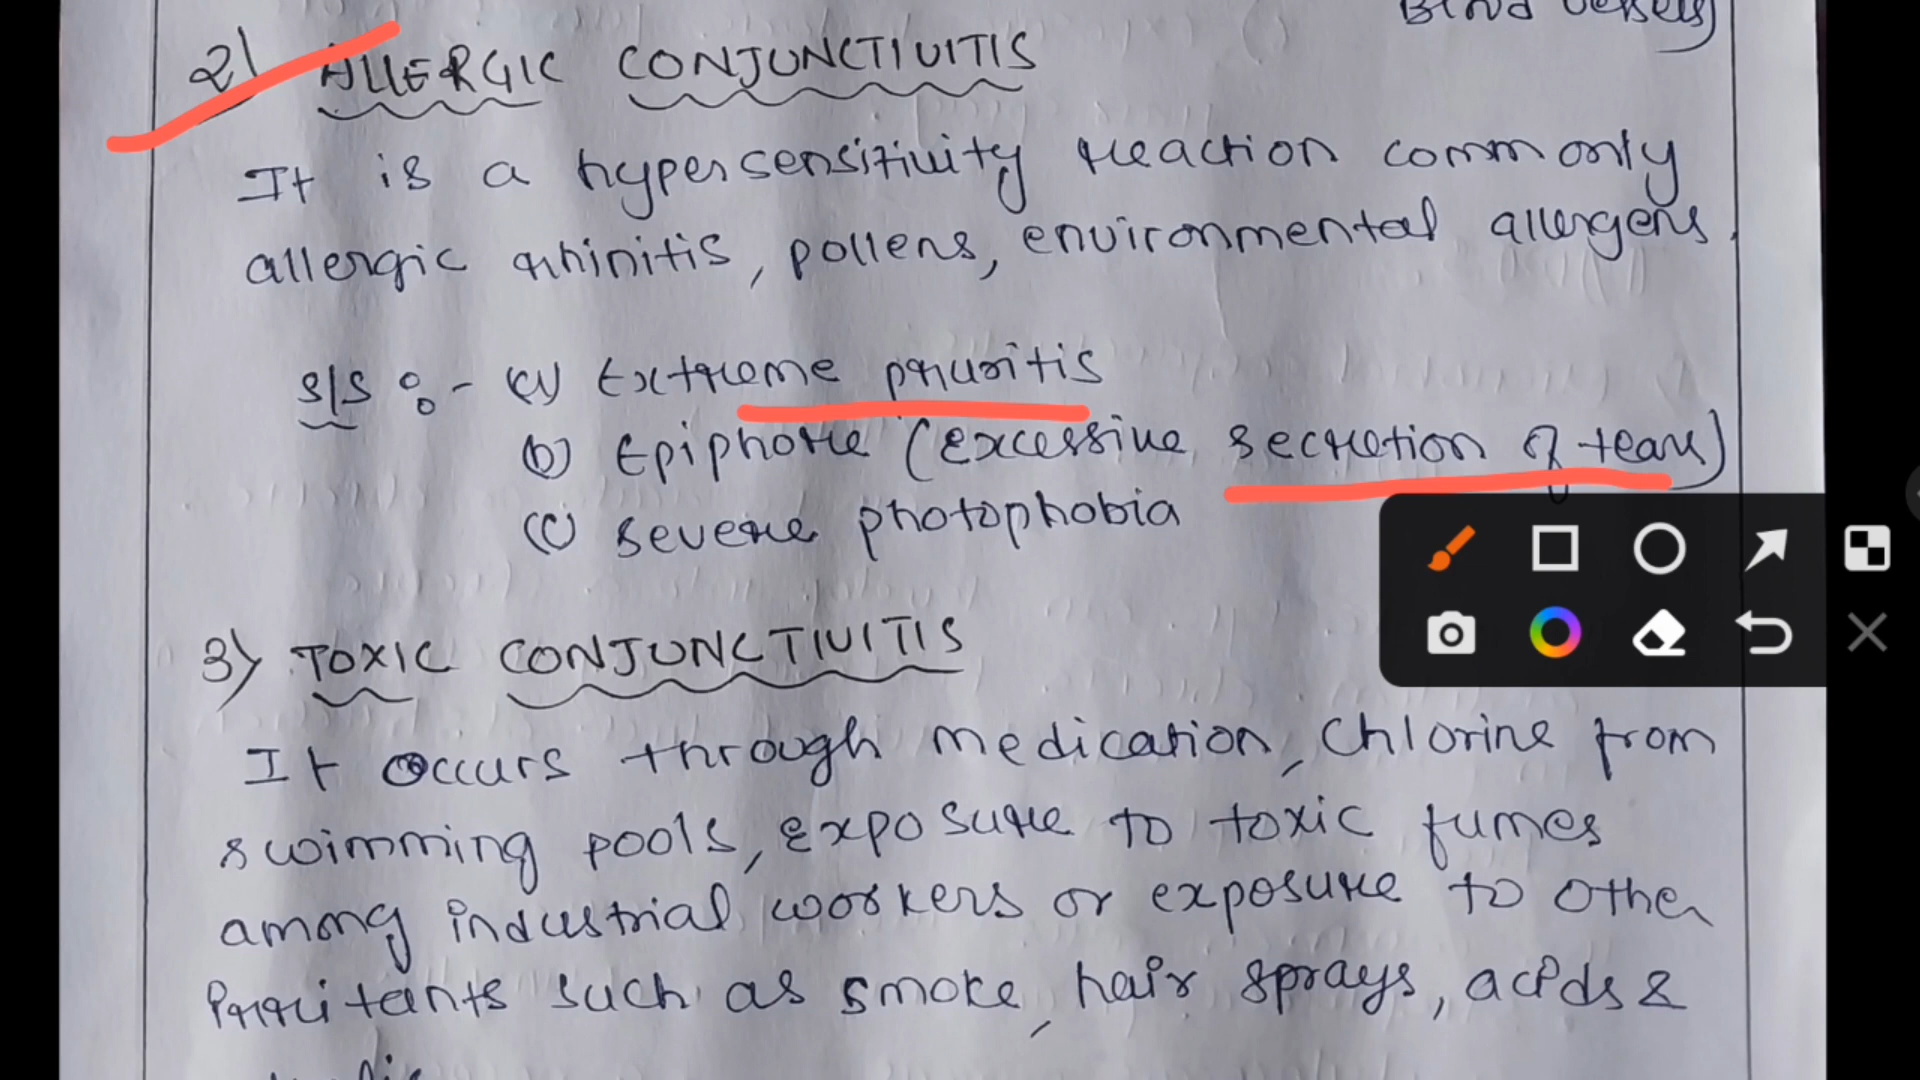 Blood vessels)
2) ALLERGIC CONJUNCTIVITIS
It is a hypersensitivity reaction commonly
allergic rhinitis, pollens, environmental allergens.
S/S :- (a) Extreme pruritis
(b) Epiphore (excessive secretion of tears)
(c) severe photophobia
3) TOXIC CONJUNCTIVITIS
It occurs through medication, chlorine from
swimming pools, exposure to toxic fumes
among industrial workers or exposure to other
irritants such as smoke, hair sprays, acids &